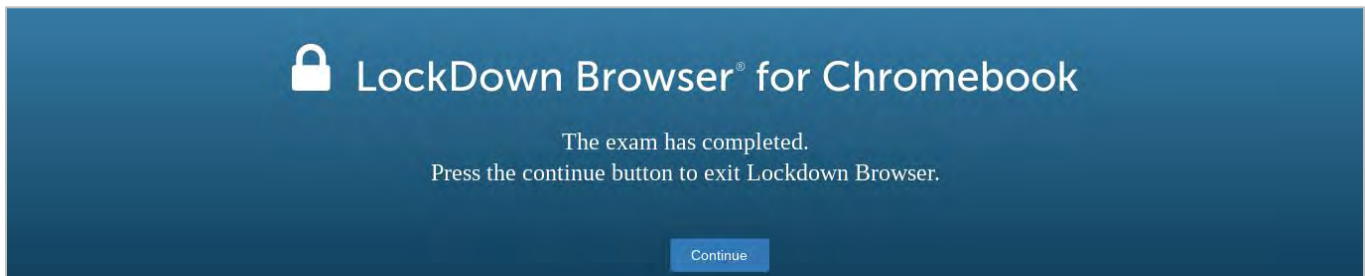 LockDown Browser® for Chromebook
The exam has completed.
Press the continue button to exit Lockdown Browser.
Continue